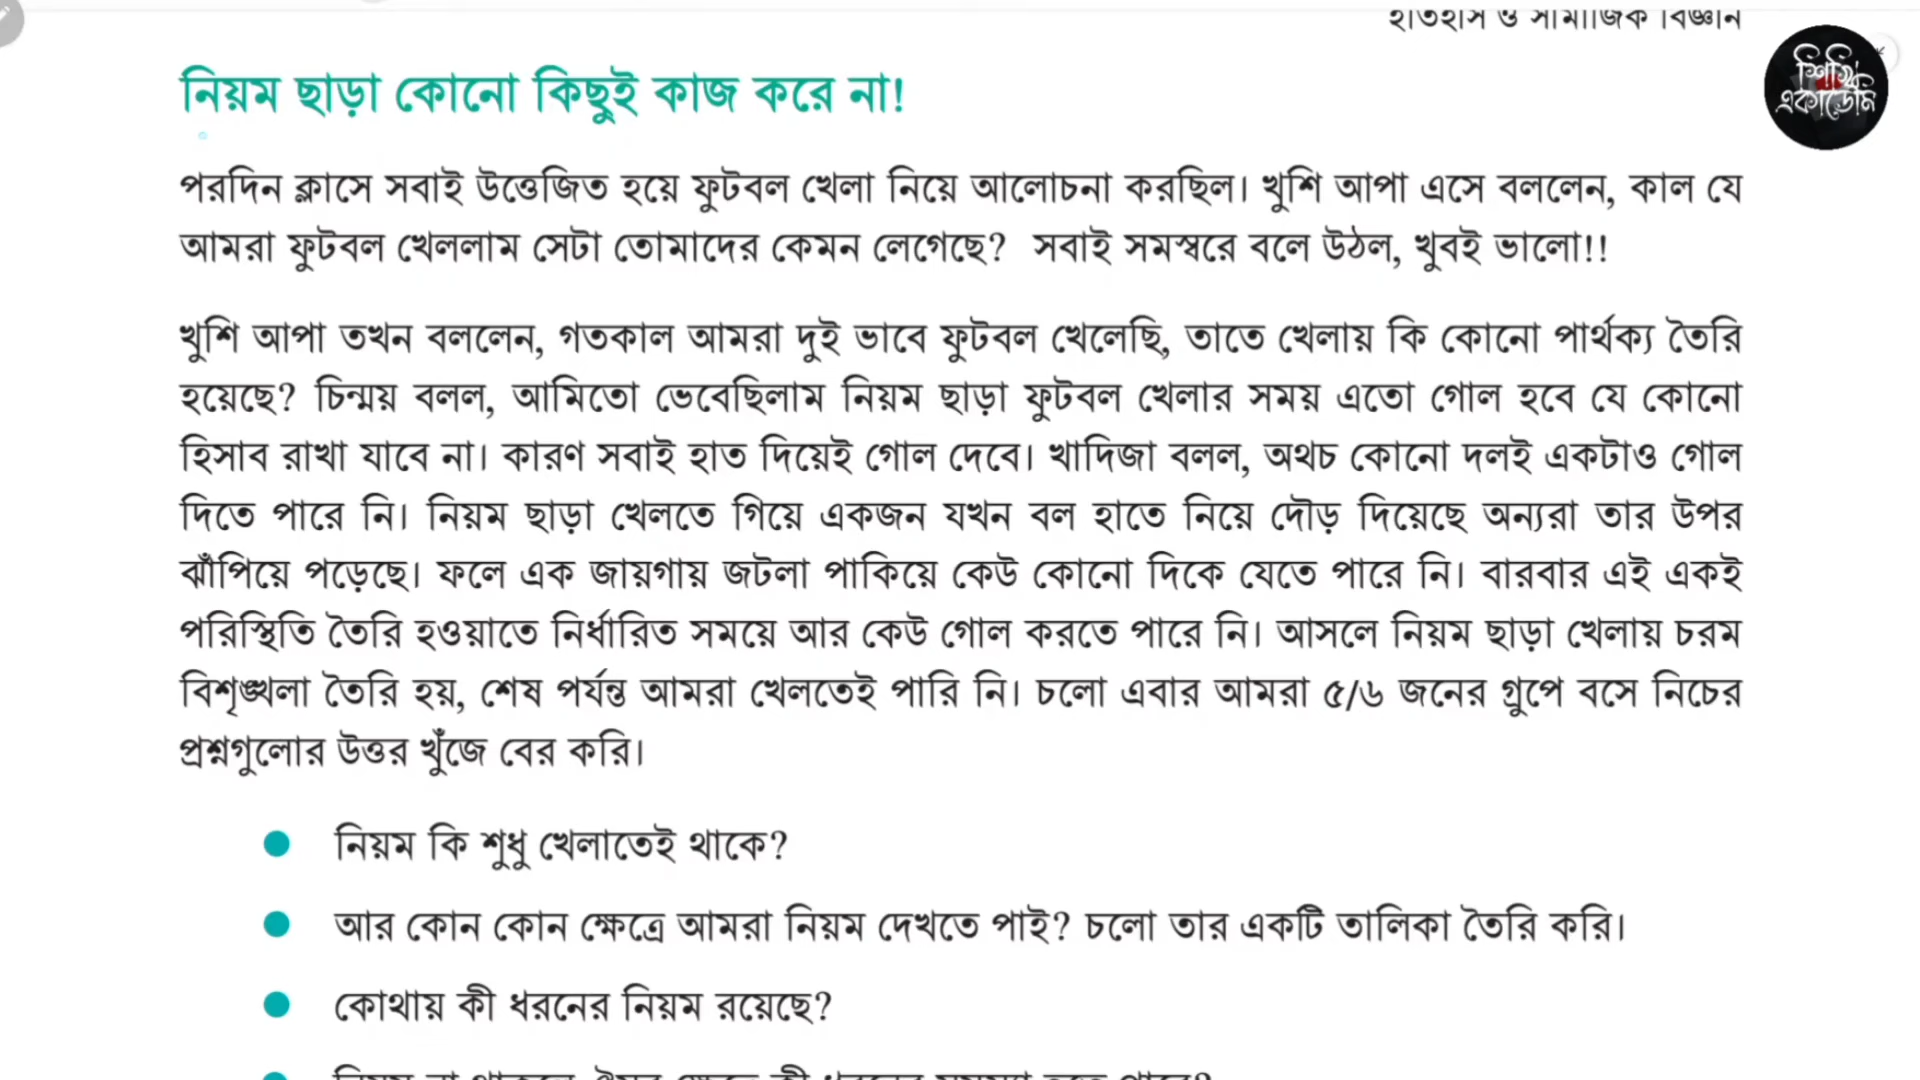 ইতিহাস ও সামাজিক বিজ্ঞান
শিখি একাডেমি
নিয়ম ছাড়া কোনো কিছুই কাজ করে না!
পরদিন ক্লাসে সবাই উত্তেজিত হয়ে ফুটবল খেলা নিয়ে আলোচনা করছিল। খুশি আপা এসে বললেন, কাল যে
আমরা ফুটবল খেললাম সেটা তোমাদের কেমন লেগেছে? সবাই সমস্বরে বলে উঠল, খুবই ভালো!!
খুশি আপা তখন বললেন, গতকাল আমরা দুই ভাবে ফুটবল খেলেছি, তাতে খেলায় কি কোনো পার্থক্য তৈরি
হয়েছে? চিন্ময় বলল, আমিতো ভেবেছিলাম নিয়ম ছাড়া ফুটবল খেলার সময় এতো গোল হবে যে কোনো
হিসাব রাখা যাবে না। কারণ সবাই হাত দিয়েই গোল দেবে। খাদিজা বলল, অথচ কোনো দলই একটাও গোল
দিতে পারে নি। নিয়ম ছাড়া খেলতে গিয়ে একজন যখন বল হাতে নিয়ে দৌড় দিয়েছে অন্যরা তার উপর
ঝাঁপিয়ে পড়েছে। ফলে এক জায়গায় জটলা পাকিয়ে কেউ কোনো দিকে যেতে পারে নি। বারবার এই একই
পরিস্থিতি তৈরি হওয়াতে নির্ধারিত সময়ে আর কেউ গোল করতে পারে নি। আসলে নিয়ম ছাড়া খেলায় চরম
বিশৃঙ্খলা তৈরি হয়, শেষ পর্যন্ত আমরা খেলতেই পারি নি। চলো এবার আমরা ৫/৬ জনের গ্রুপে বসে নিচের
প্রশ্নগুলোর উত্তর খুঁজে বের করি।
নিয়ম কি শুধু খেলাতেই থাকে?
আর কোন কোন ক্ষেত্রে আমরা নিয়ম দেখতে পাই? চলো তার একটি তালিকা তৈরি করি।
কোথায় কী ধরনের নিয়ম রয়েছে?